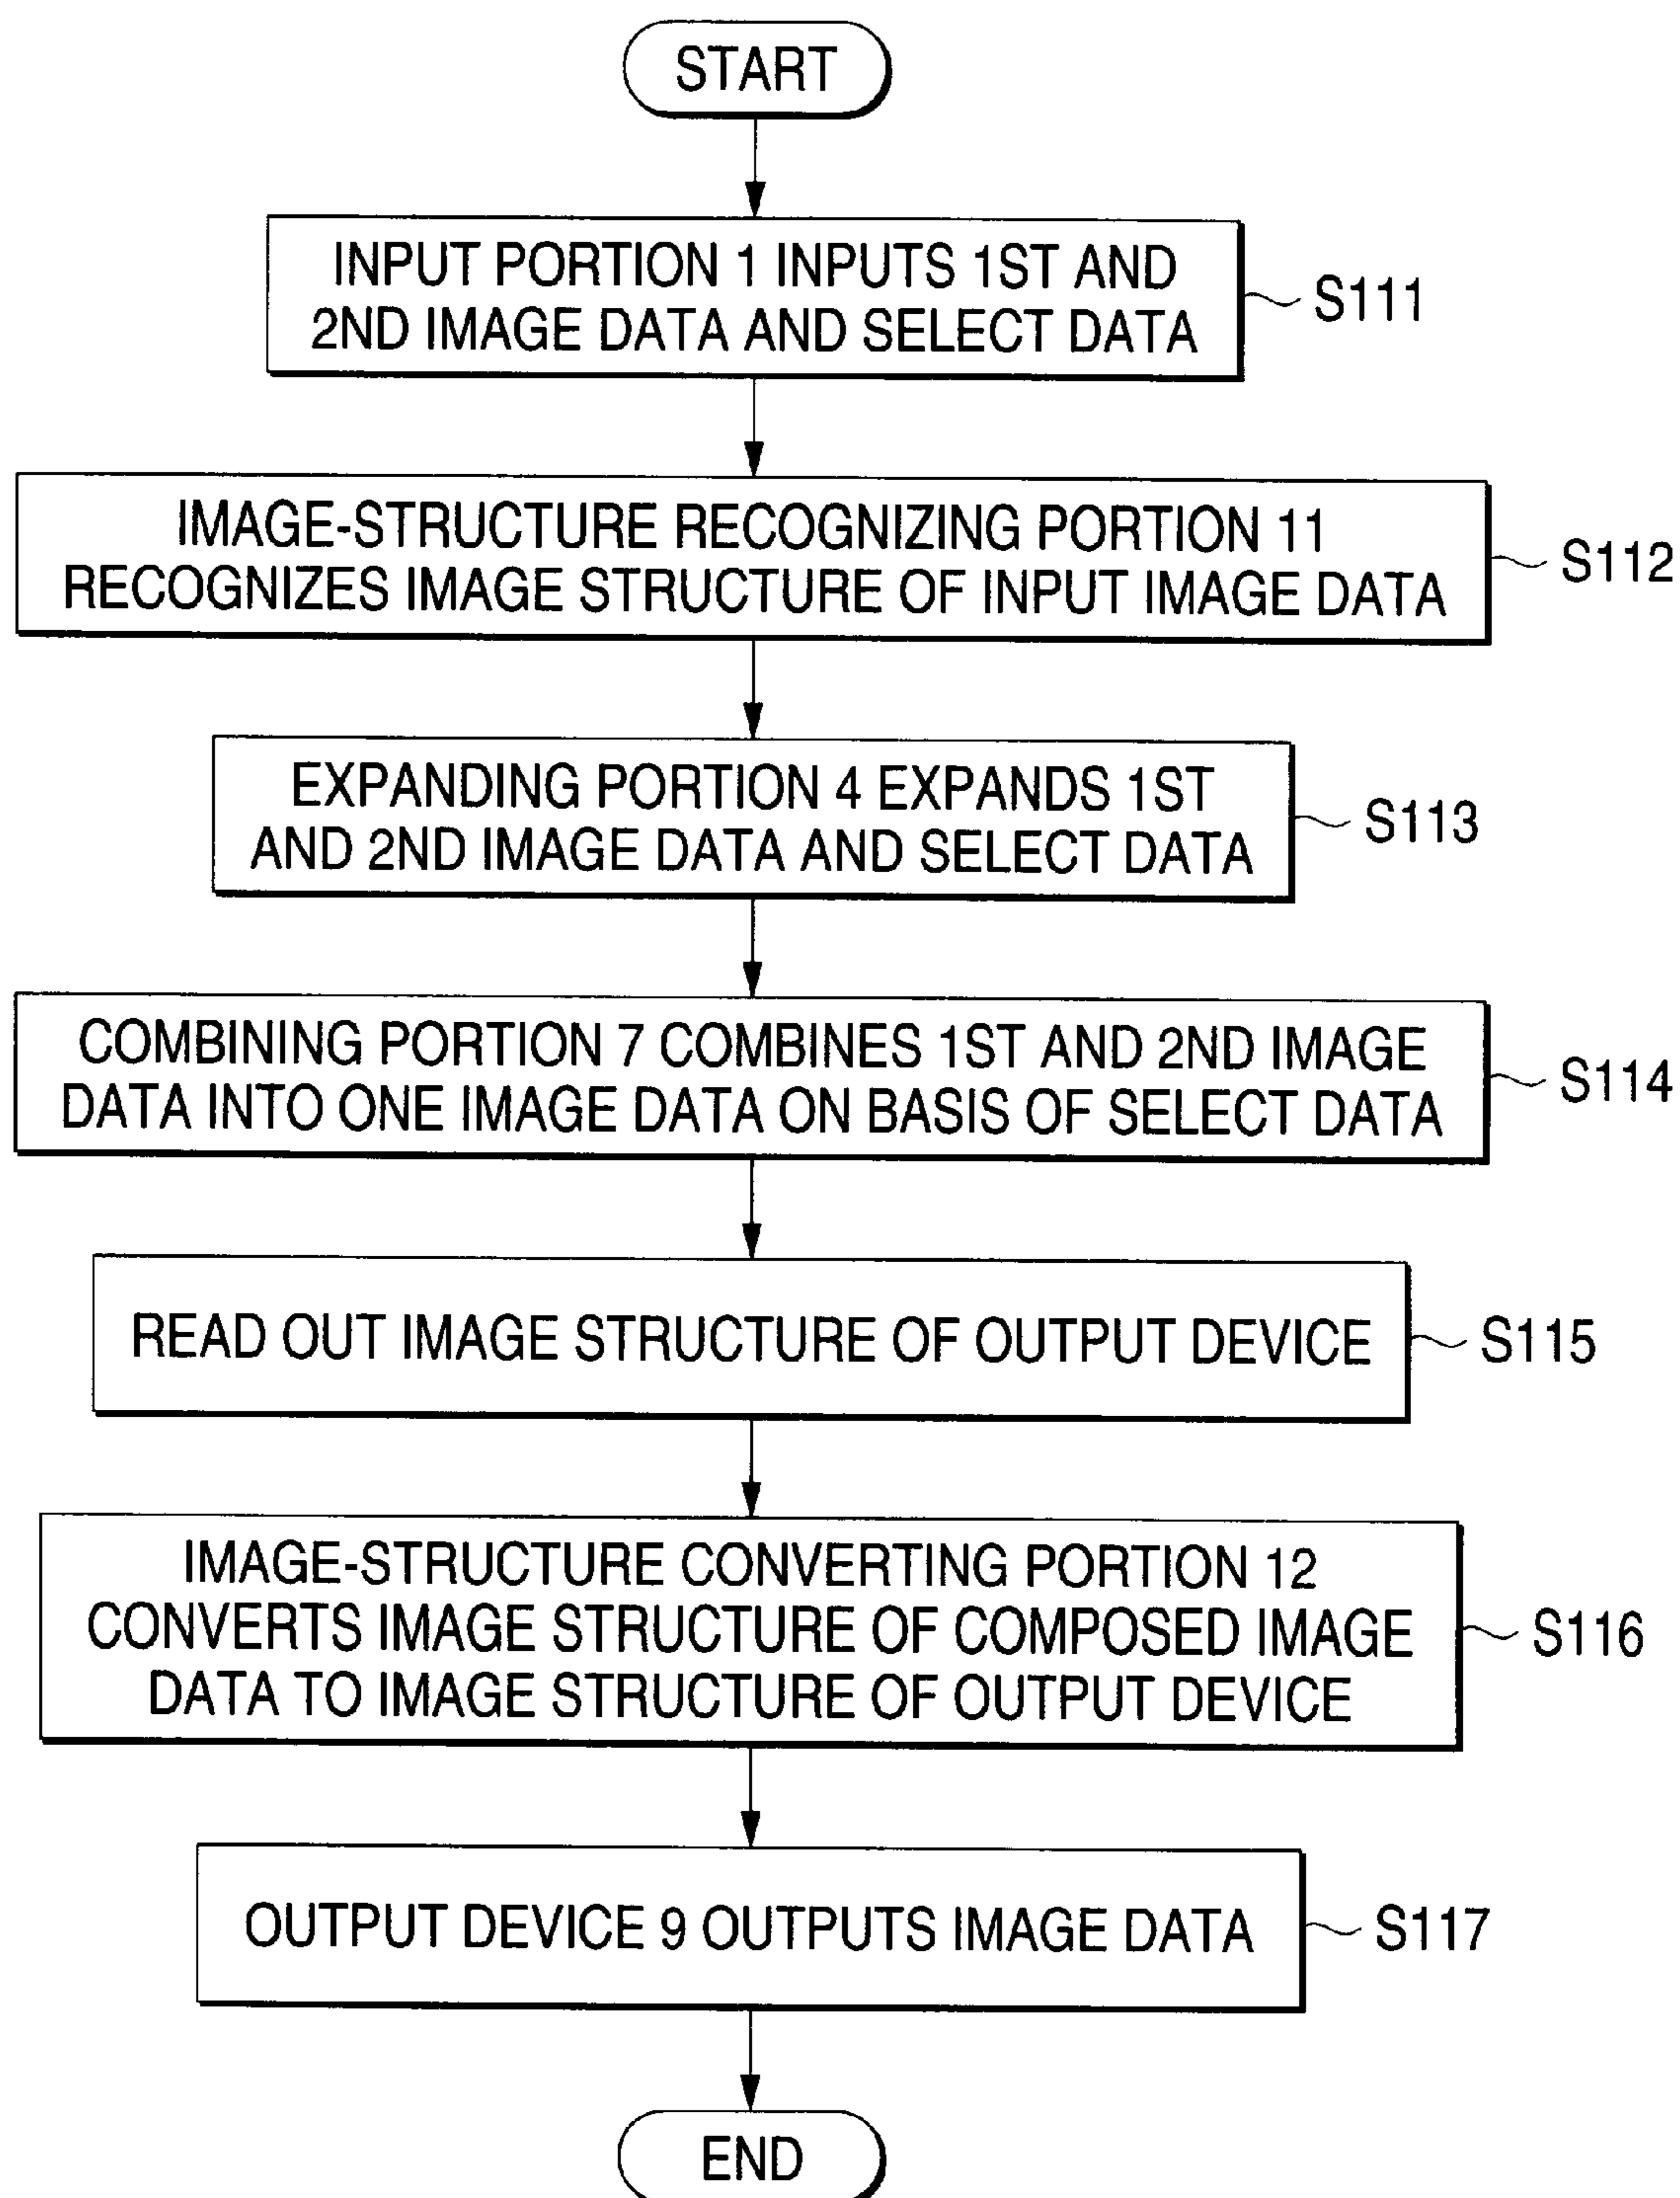 START
INPUT PORTION 1 INPUTS 1ST AND
2ND IMAGE DATA AND SELECT DATA
S111
IMAGE-STRUCTURE RECOGNIZING PORTION 11
RECOGNIZES IMAGE STRUCTURE OF INPUT IMAGE DATA
S112
EXPANDING PORTION 4 EXPANDS 1ST
AND 2ND IMAGE DATA AND SELECT DATA
S113
COMBINING PORTION 7 COMBINES 1ST AND 2ND IMAGE
DATA INTO ONE IMAGE DATA ON BASIS OF SELECT DATA
S114
READ OUT IMAGE STRUCTURE OF OUTPUT DEVICE
S115
IMAGE-STRUCTURE CONVERTING PORTION 12
CONVERTS IMAGE STRUCTURE OF COMPOSED IMAGE
DATA TO IMAGE STRUCTURE OF OUTPUT DEVICE
S116
OUTPUT DEVICE 9 OUTPUTS IMAGE DATA
S117
END